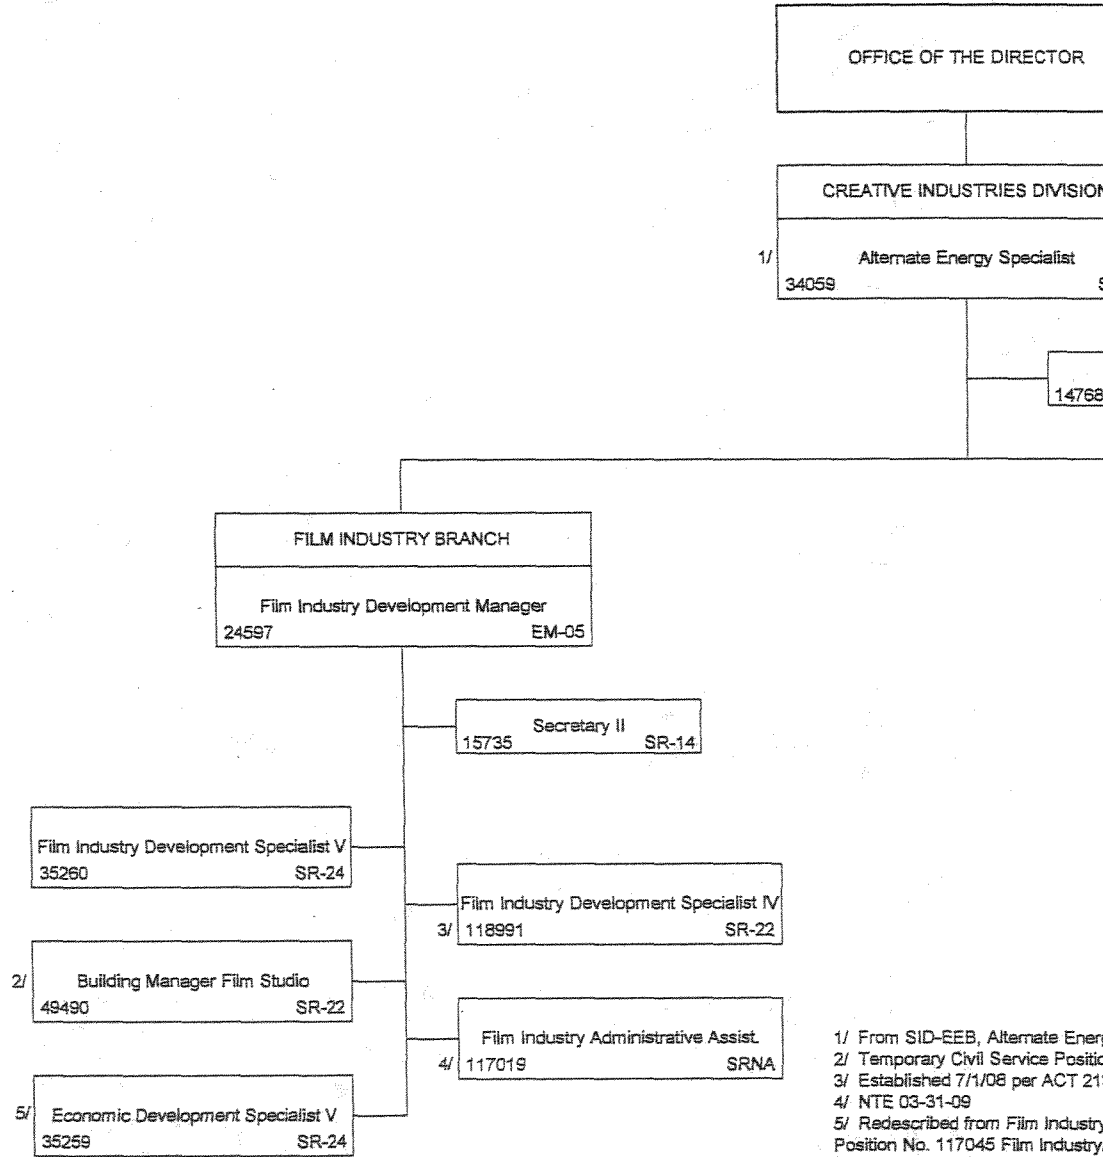 OFFICE OF THE DIRECTOR
CREATIVE INDUSTRIES DIVISION
1/
Alternate Energy Specialist
34059
14768
FILM INDUSTRY BRANCH
Film Industry Development Manager
24597 EM-05
Secretary II
15735 SR-14
Film Industry Development Specialist V
35260 SR-24
Film Industry Development Specialist IV
3/ 118991 SR-22
2/ Building Manager Film Studio
49490 SR-22
Film Industry Administrative Assist.
4/ 117019 SRNA
5/ Economic Development Specialist V
35259 SR-24
1/ From SID-EEB, Alternate
2/ Temporary Civil Service
3/ Established 7/1/08 per ACT
4/ NTE 03-31-09
5/ Redescribed from Film Industry
Position No. 117045 Film Industry